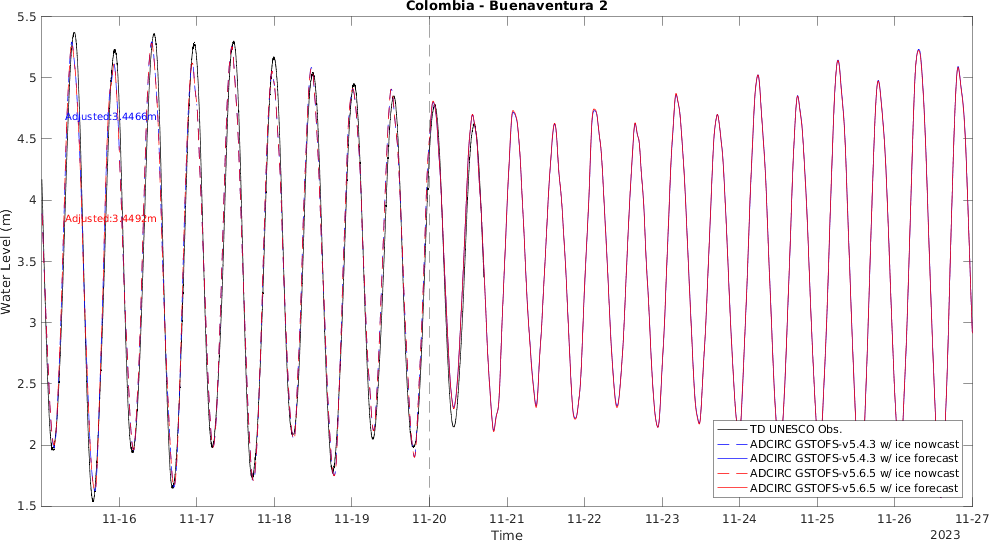 Colombia - Buenaventura 2
5.5
5
4.5
4
3.5
3
2.5
2
1.5
Water Level (m)
Adjusted:3.4466m
Adjusted:3.4492m
TD UNESCO Obs.
ADCIRC GSTOFS-v5.4.3 w/ ice nowcast
ADCIRC GSTOFS-v5.4.3 w/ ice forecast
ADCIRC GSTOFS-v5.6.5 w/ ice nowcast
ADCIRC GSTOFS-v5.6.5 w/ ice forecast
11-16 11-17 11-18 11-19 11-20 11-21 11-22 11-23 11-24 11-25 11-26 11-27
Time
2023